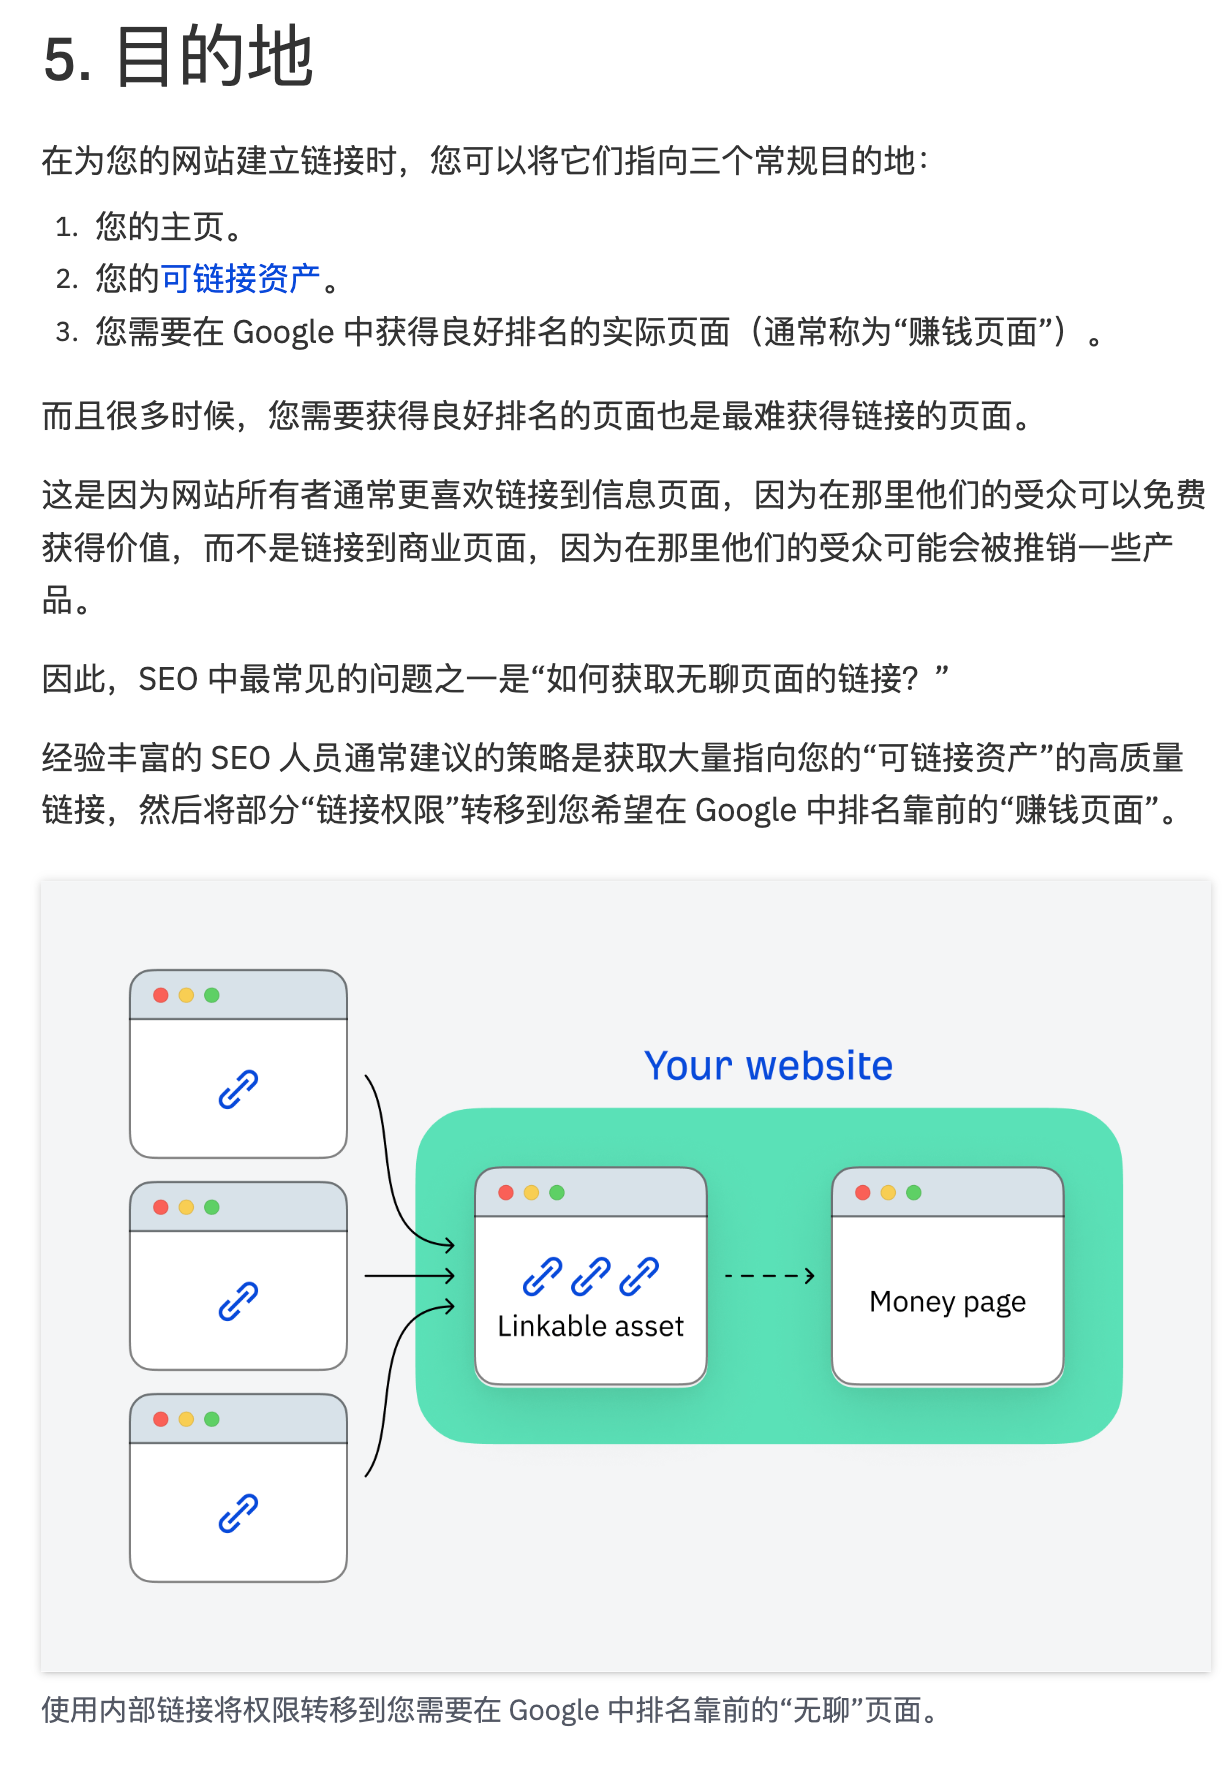 5. 目的地
在为您的网站建立链接时，您可以将它们指向三个常规目的地：
1. 您的主页。
2. 您的可链接资产。
3. 您需要在 Google 中获得良好排名的实际页面（通常称为“赚钱页面”）。
而且很多时候，您需要获得良好排名的页面也是最难获得链接的页面。
这是因为网站所有者通常更喜欢链接到信息页面，因为在那里他们的受众可以免费
获得价值，而不是链接到商业页面，因为在那里他们的受众可能会被推销一些产
品。
因此，SEO 中最常见的问题之一是“如何获取无聊页面的链接？”
经验丰富的 SEO 人员通常建议的策略是获取大量指向您的“可链接资产”的高质量
链接，然后将部分“链接权限”转移到您希望在 Google 中排名靠前的“赚钱页面”。
Your website
Linkable asset
Money page
使用内部链接将权限转移到您需要在 Google 中排名靠前的“无聊”页面。